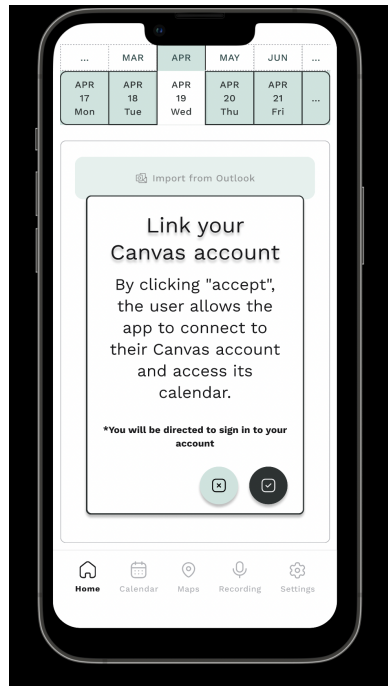 ... MAR APR MAY JUN ...
APR APR APR APR APR
17 18 19 20 21 ...
Mon Tue Wed Thu Fri
Import from Outlook
Link your
Canvas account
By clicking "accept",
the user allows the
app to connect to
their Canvas account
and access its
calendar.
*You will be directed to sign in to your
account
Home Calendar Maps Recording Settings